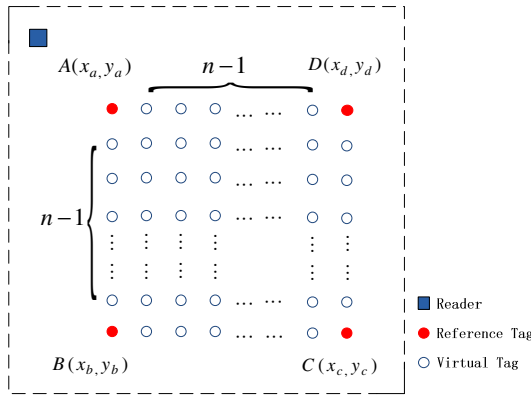 A(x_a, y_a)
n−1
D(x_d, y_d)
... ...
... ...
... ...
n−1
... ...
... ...
... ...
B(x_b, y_b)
C(x_c, y_c)
Reader
Reference Tag
Virtual Tag